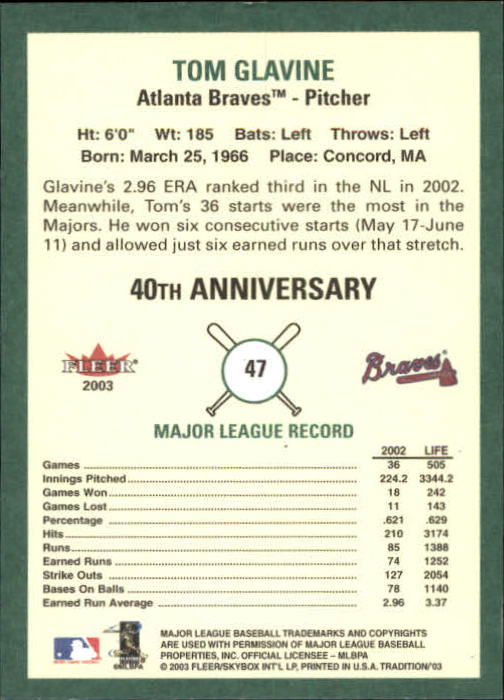 TOM GLAVINE
Atlanta Braves™ - Pitcher
Ht: 6'0" Wt: 185 Bats: Left Throws: Left
Born: March 25, 1966 Place: Concord, MA
Glavine's 2.96 ERA ranked third in the NL in 2002.
Meanwhile, Tom's 36 starts were the most in the
Majors. He won six consecutive starts (May 17-June
11) and allowed just six earned runs over that stretch.
40TH ANNIVERSARY
FLEER®
2003
47
Braves
MAJOR LEAGUE RECORD
2002 LIFE
Games 36 505
Innings Pitched 224.2 3344.2
Games Won 18 242
Games Lost 11 143
Percentage .621 .629
Hits 210 3174
Runs 85 1388
Earned Runs 74 1252
Strike Outs 127 2054
Bases On Balls 78 1140
Earned Run Average 2.96 3.37
©MLBPA
MAJOR LEAGUE BASEBALL TRADEMARKS AND COPYRIGHTS
ARE USED WITH PERMISSION OF MAJOR LEAGUE BASEBALL
PROPERTIES, INC. OFFICIAL LICENSEE - MLBPA
© 2003 FLEER/SKYBOX INT'L LP, PRINTED IN U.S.A. TRADITION'03